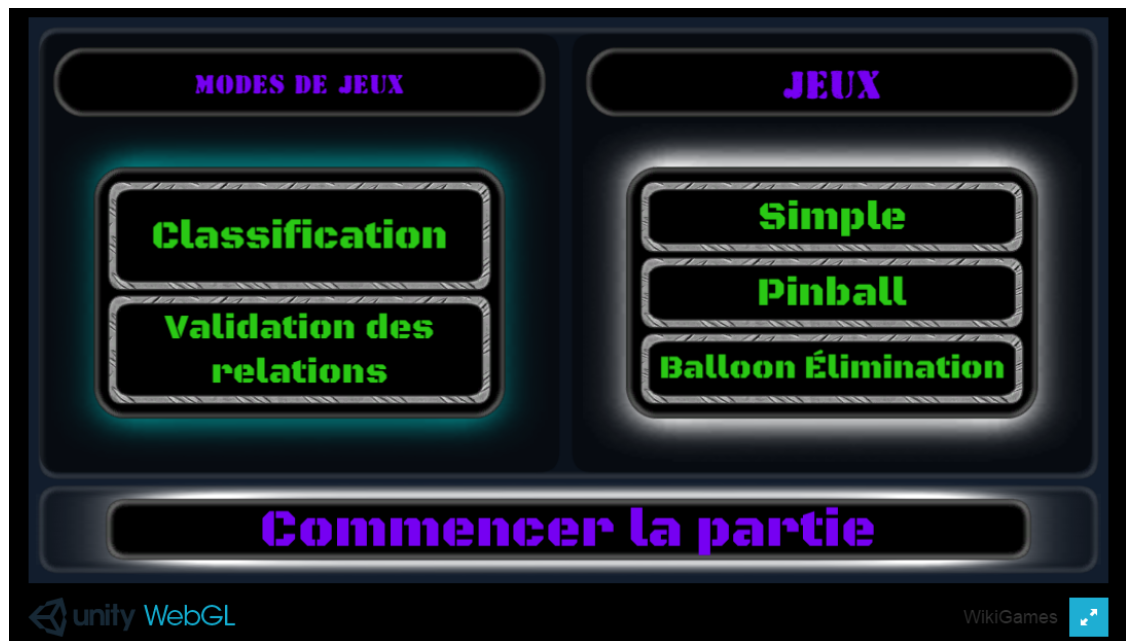 MODES DE JEUX
JEUX
Classification
Validation des
relations
Simple
Pinball
Balloon Élimination
Commencer la partie
unity WebGL
WikiGames